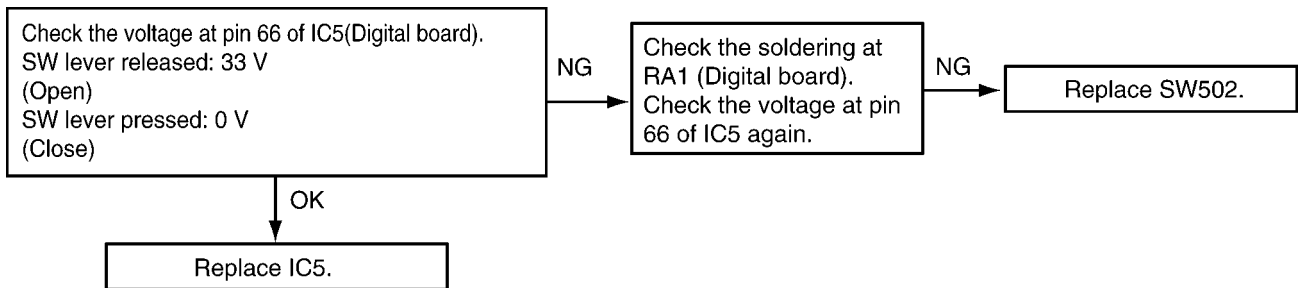 Check the voltage at pin 66 of IC5(Digital board).
SW lever released: 33 V
(Open)
SW lever pressed: 0 V
(Close)
NG
Check the soldering at
RA1 (Digital board).
Check the voltage at pin
66 of IC5 again.
NG
Replace SW502.
OK
Replace IC5.